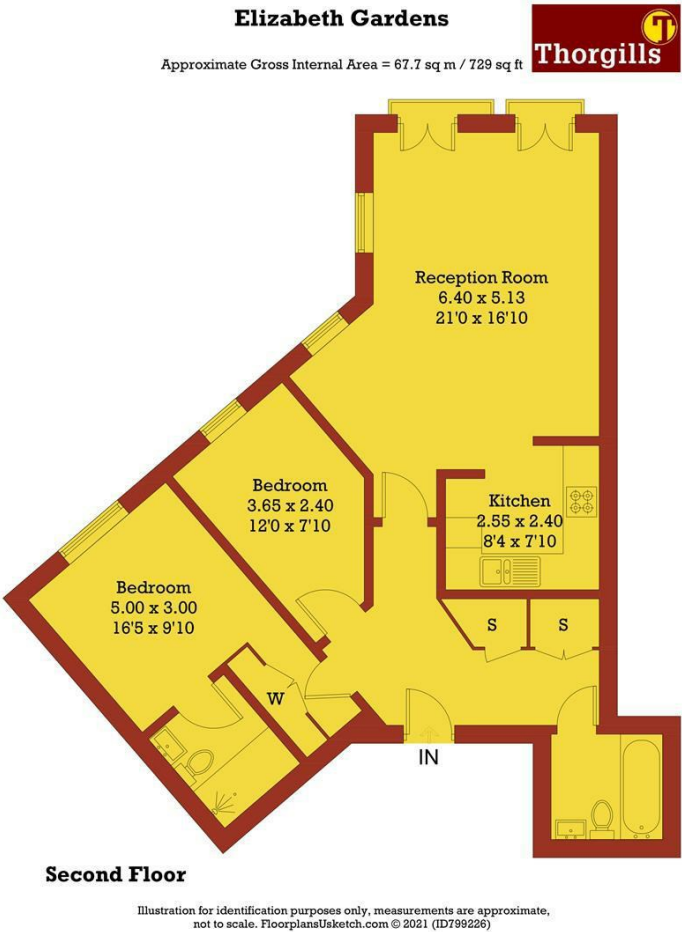 Elizabeth Gardens
Approximate Gross Internal Area = 67.7 sq m / 729 sq ft
T
Thorgills
Reception Room
6.40 x 5.13
21'0 x 16'10
Bedroom
3.65 x 2.40
12'0 x 7'10
Kitchen
2.55 x 2.40
8'4 x 7'10
Bedroom
5.00 x 3.00
16'5 x 9'10
S
S
W
IN
Second Floor
Illustration for identification purposes only, measurements are approximate,
not to scale. FloorplansUsketch.com © 2021 (ID799226)